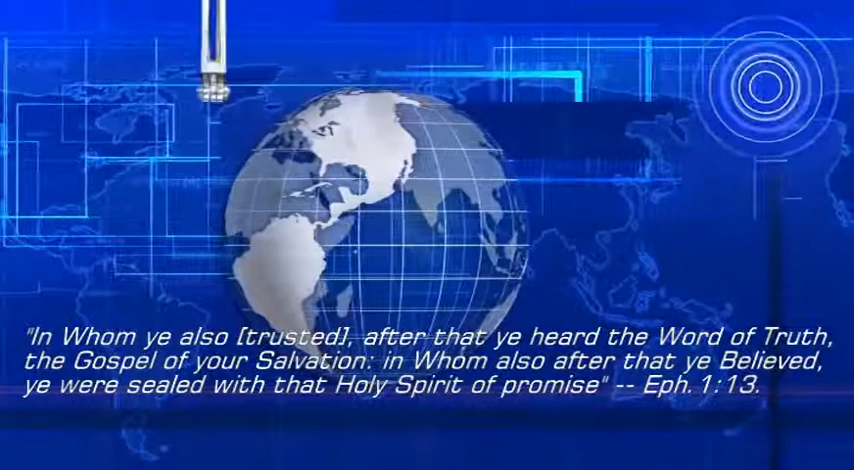 "In Whom ye also [trusted], after that ye heard the Word of Truth,
the Gospel of your Salvation: in Whom also after that ye Believed,
ye were sealed with that Holy Spirit of promise" -- Eph. 1:13.